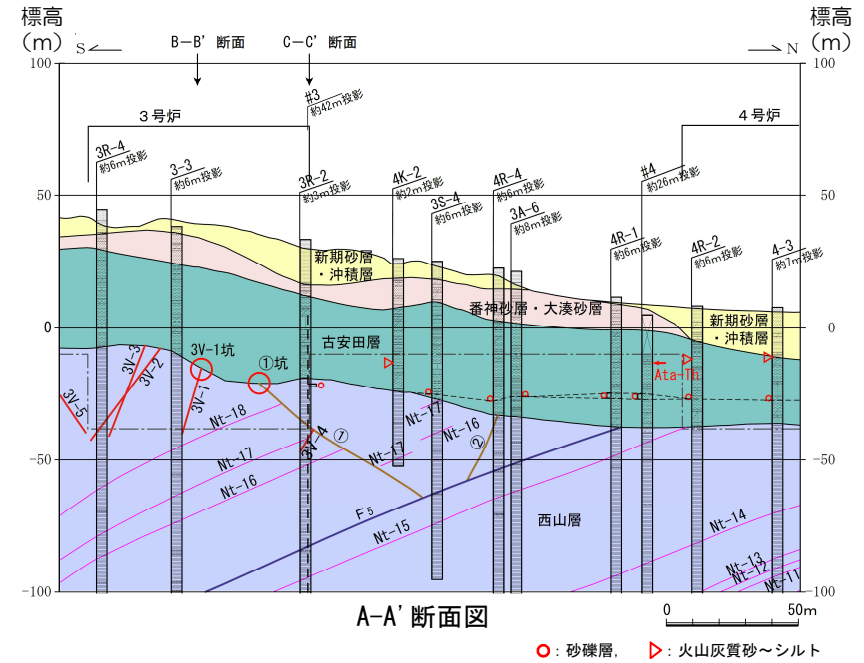 標高
(m)
標高
(m)
S
B－B' 断面
C－C' 断面
N
100
50
0
-50
-100
100
50
0
-50
-100
3号炉
4号炉
3R-4
約6m投影
3-3
約6m投影
#3
約42m投影
3R-2
約3m投影
4K-2
約2m投影
3S-4
約6m投影
4R-4
約6m投影
3A-6
約8m投影
4R-1
約6m投影
#4
約26m投影
4R-2
約6m投影
4-3
約7m投影
新期砂層
・沖積層
番神砂層・大湊砂層
新期砂層
・沖積層
古安田層
Ata-Th
3V-1坑
①坑
3V-5
3V-3
3V-2
3V-1
3V-4
①
②
Nt-18
Nt-17
Nt-16
Nt-17
Nt-17
Nt-16
F5
Nt-15
西山層
Nt-14
Nt-13
Nt-12
Nt-11
A-A'断面図
0 50m
○：砂礫層, ▷：火山灰質砂～シルト